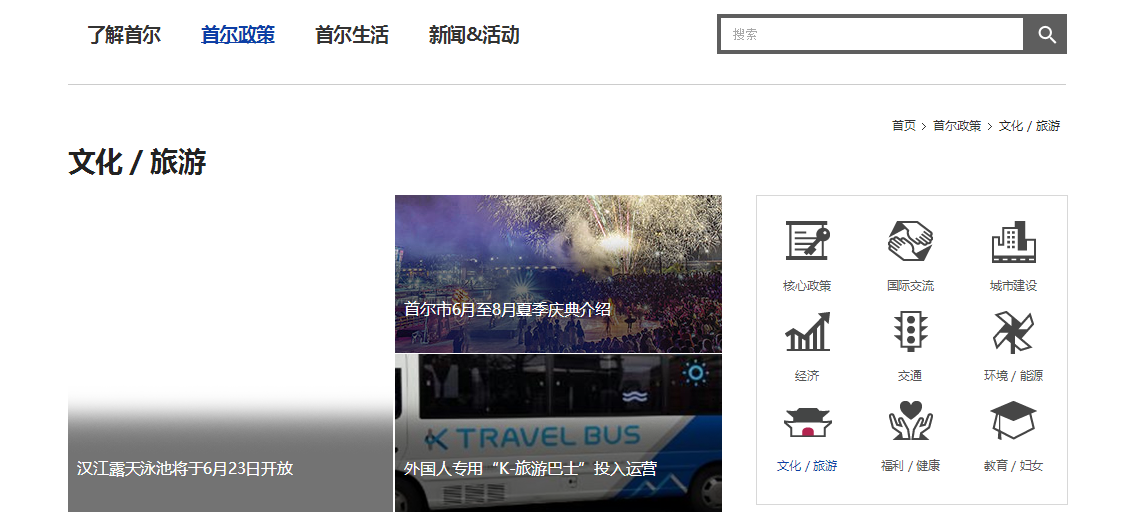 了解首尔
首尔政策
首尔生活
新闻&活动
搜索
首页 > 首尔政策 > 文化 / 旅游
文化 / 旅游
汉江露天泳池将于6月23日开放
首尔市6月至8月夏季庆典介绍
K TRAVEL BUS
外国人专用“K-旅游巴士”投入运营
核心政策
国际交流
城市建设
经济
交通
环境 / 能源
文化 / 旅游
福利 / 健康
教育 / 妇女